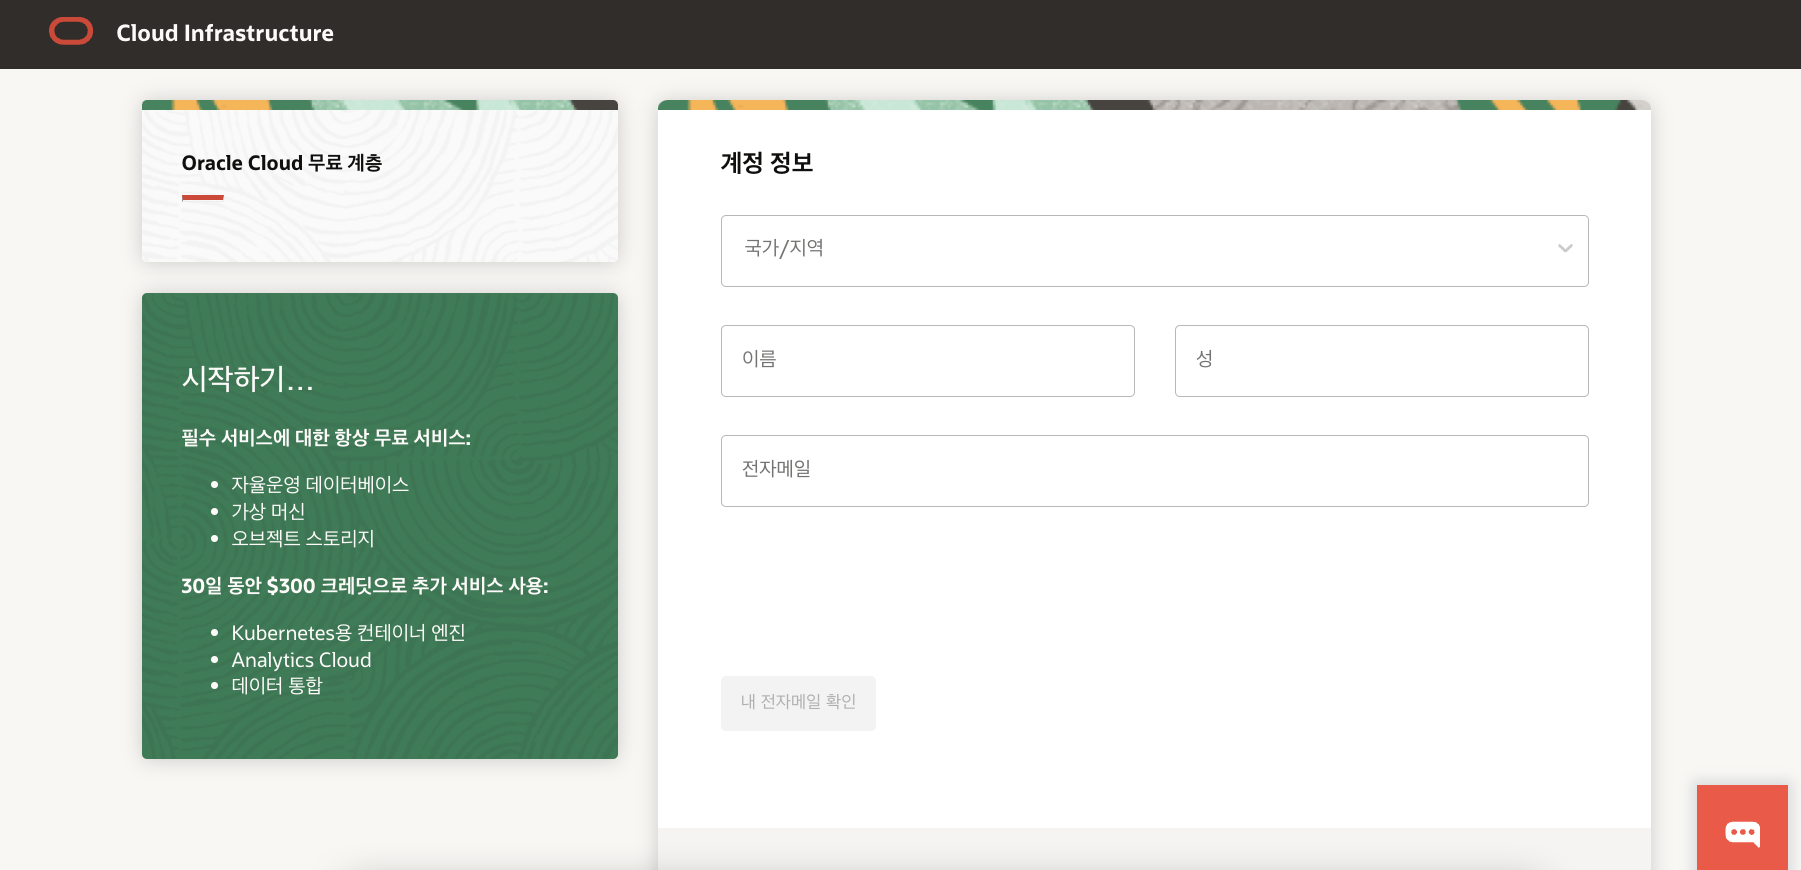 Cloud Infrastructure
Oracle Cloud 무료 계층
시작하기...
필수 서비스에 대한 항상 무료 서비스:
자율운영 데이터베이스
가상 머신
오브젝트 스토리지
30일 동안 $300 크레딧으로 추가 서비스 사용:
Kubernetes용 컨테이너 엔진
Analytics Cloud
데이터 통합
계정 정보
국가/지역
이름
성
전자메일
내 전자메일 확인